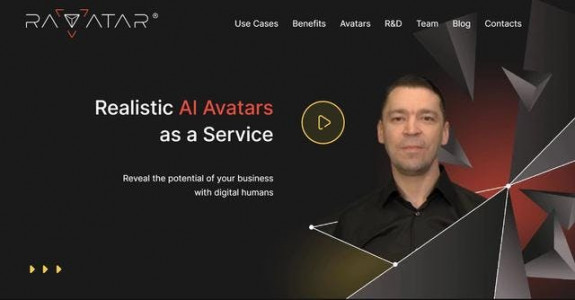 RAVATAR®
Use Cases Benefits Avatars R&D Team Blog Contacts
Realistic AI Avatars
as a Service
Reveal the potential of your business
with digital humans